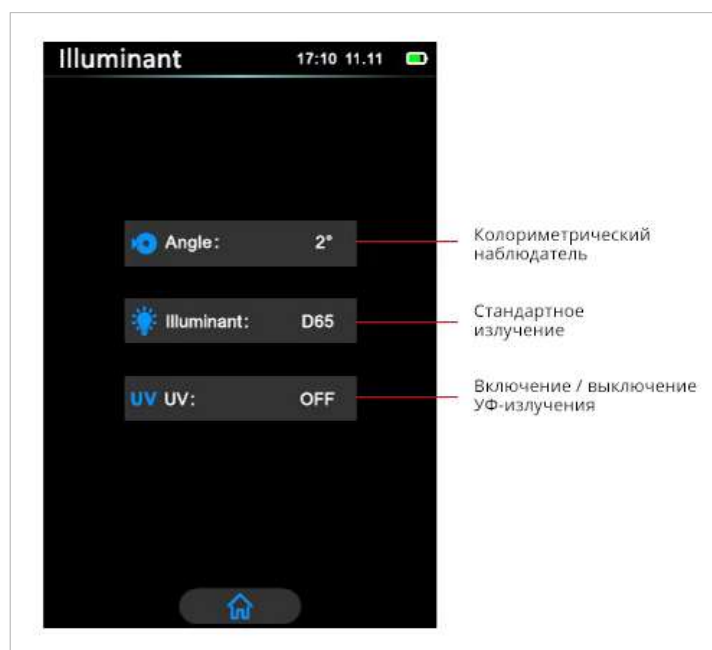 Illuminant 17:10 11.11
Angle: 2°
Колориметрический
наблюдатель
Illuminant: D65
Стандартное
излучение
UV UV: OFF
Включение / выключение
УФ-излучения